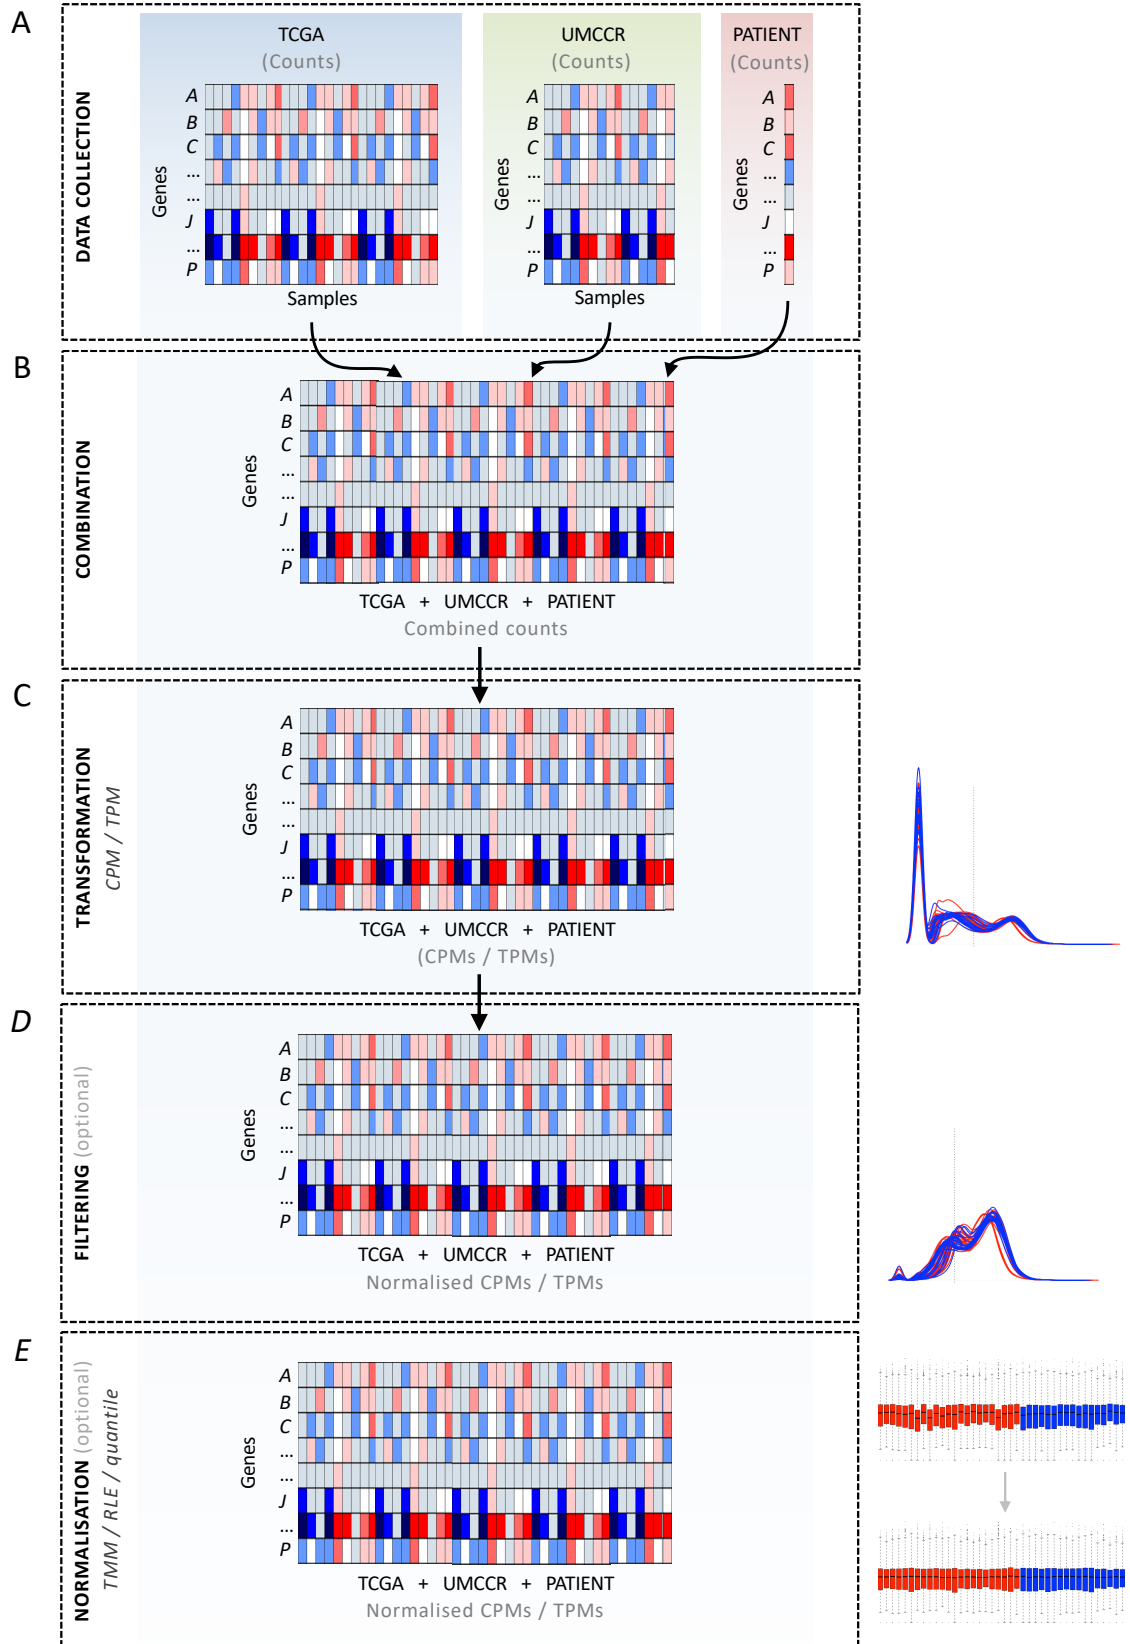 A
DATA COLLECTION
TCGA
(Counts)
UMCCR
(Counts)
PATIENT
(Counts)
Genes
A
B
C
...
...
J
...
P
Samples
Genes
A
B
C
...
...
J
...
P
Samples
Genes
A
B
C
...
...
J
...
P
B
COMBINATION
Genes
A
B
C
...
...
J
...
P
TCGA + UMCCR + PATIENT
Combined counts
C
TRANSFORMATION
CPM / TPM
Genes
A
B
C
...
...
J
...
P
TCGA + UMCCR + PATIENT
(CPMs / TPMs)
D
FILTERING (optional)
Genes
A
B
C
...
...
J
...
P
TCGA + UMCCR + PATIENT
Normalised CPMs / TPMs
E
NORMALISATION (optional)
TMM / RLE / quantile
Genes
A
B
C
...
...
J
...
P
TCGA + UMCCR + PATIENT
Normalised CPMs / TPMs